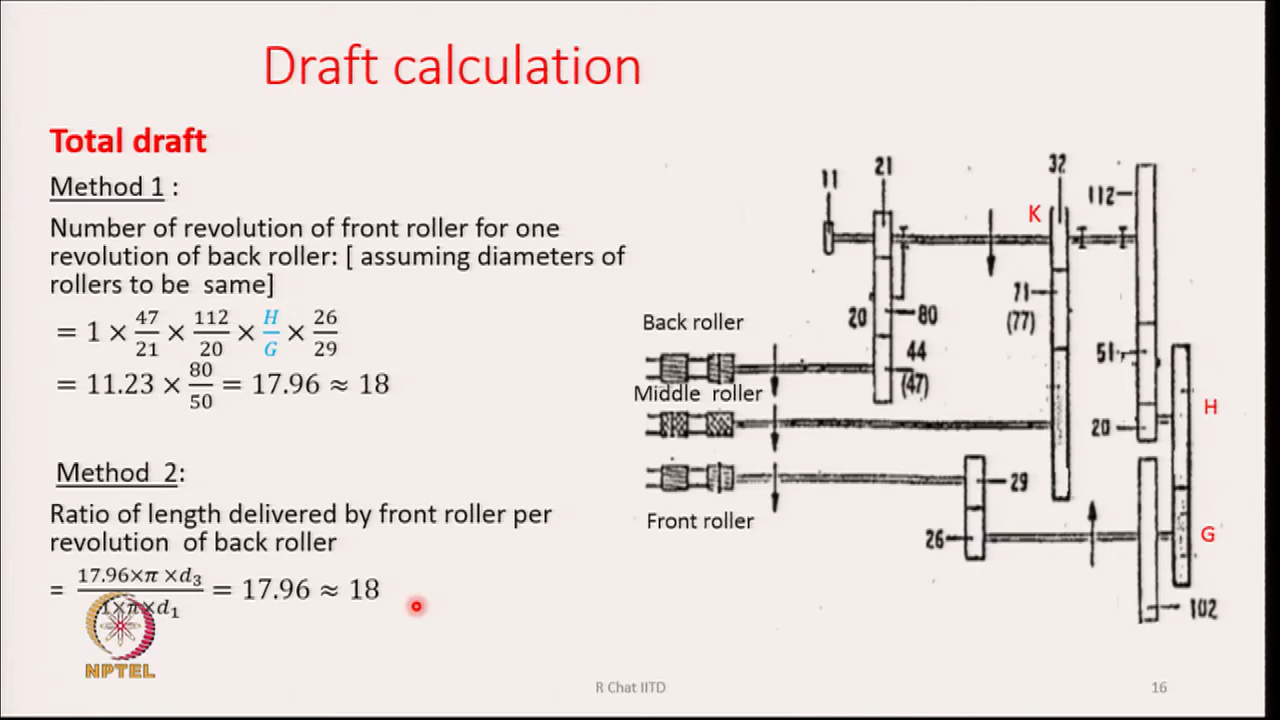 Draft calculation
Total draft
Method 1 :
Number of revolution of front roller for one
revolution of back roller: [ assuming diameters of
rollers to be same]
= 1 × 47/21 × 112/20 × H/G × 26/29
= 11.23 × 80/50 = 17.96 ≈ 18
Method 2:
Ratio of length delivered by front roller per
revolution of back roller
= 17.96×π ×d₃ / 1×π×d₁ = 17.96 ≈ 18
11
21
32
K
112
71
(77)
20
80
Back roller
44
(47)
51
Middle roller
H
20
29
Front roller
26
G
102
NPTEL
R Chat IITD
16